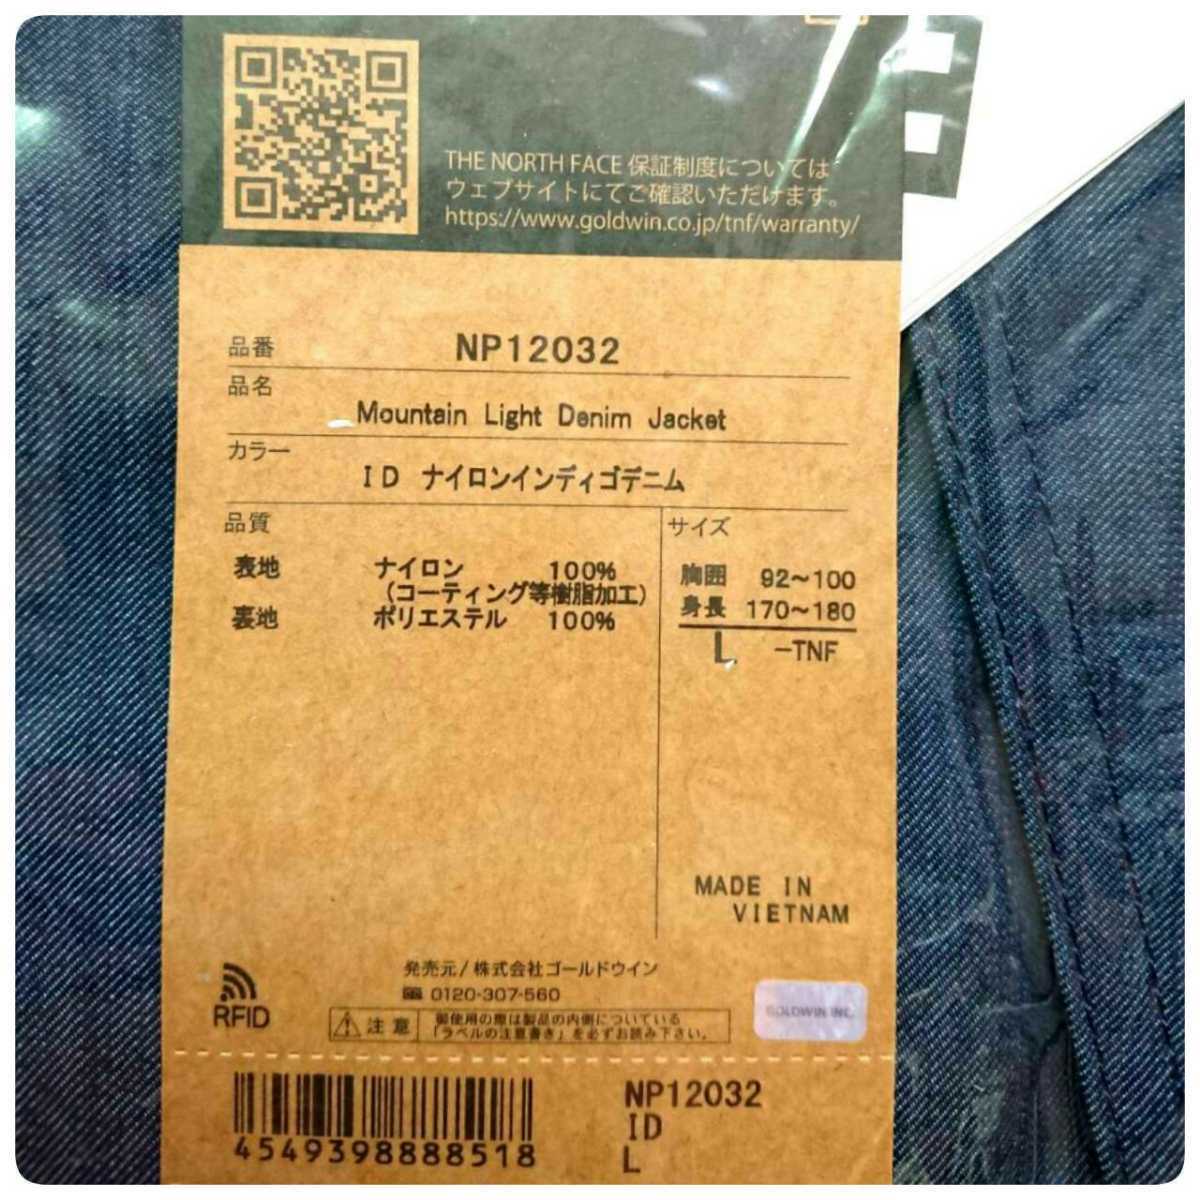 THE NORTH FACE 保証制度については
ウェブサイトにてご確認いただけます。
https://www.goldwin.co.jp/tnf/warranty/
品番 NP12032
品名
Mountain Light Denim Jacket
カラー
ID ナイロンインディゴデニム
品質
表地 ナイロン 100%
(コーティング等樹脂加工)
裏地 ポリエステル 100%
サイズ
胸囲 92~100
身長 170~180
L -TNF
MADE IN
VIETNAM
発売元/株式会社ゴールドウイン
0120-307-560
RFID
注意 御使用の際は製品の内側についている
「ラベルの注意書き」を必ずお読み下さい。
GOLDWIN INC.
4549398888518
NP12032
ID
L